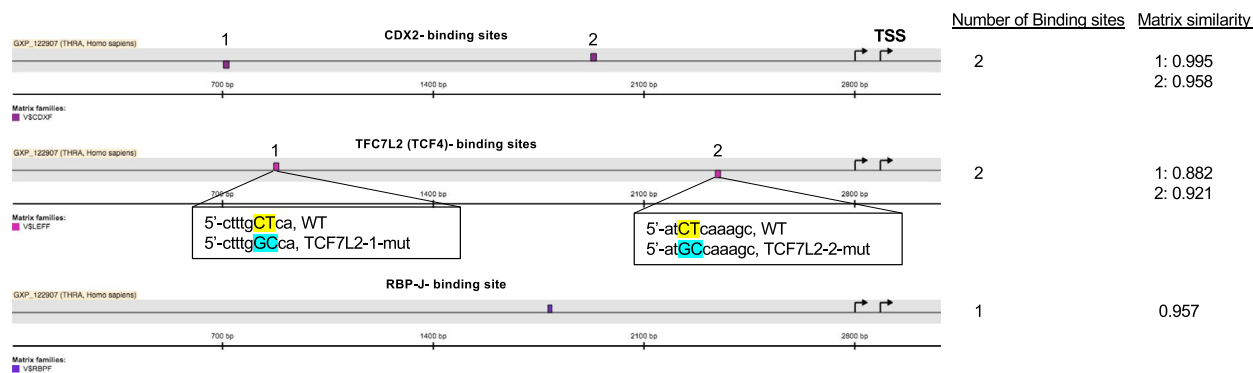 Number of Binding sites Matrix similarity
CDX2- binding sites
TSS
GXP_122907 (THRA, Homo sapiens)
1 2
2 1: 0.995
2: 0.958
700 bp 1400 bp 2100 bp 2800 bp
Matrix families:
V$CDXF
TFC7L2 (TCF4)- binding sites
GXP_122907 (THRA, Homo sapiens)
1 2
2 1: 0.882
2: 0.921
700 bp 1400 bp 2100 bp 2800 bp
Matrix families:
V$LEFF
5'-ctttgCTca, WT
5'-ctttgGCca, TCF7L2-1-mut
5'-atCTcaaagc, WT
5'-atGCcaaagc, TCF7L2-2-mut
RBP-J- binding site
GXP_122907 (THRA, Homo sapiens)
1 0.957
700 bp 1400 bp 2100 bp 2800 bp
Matrix families:
V$RBPF